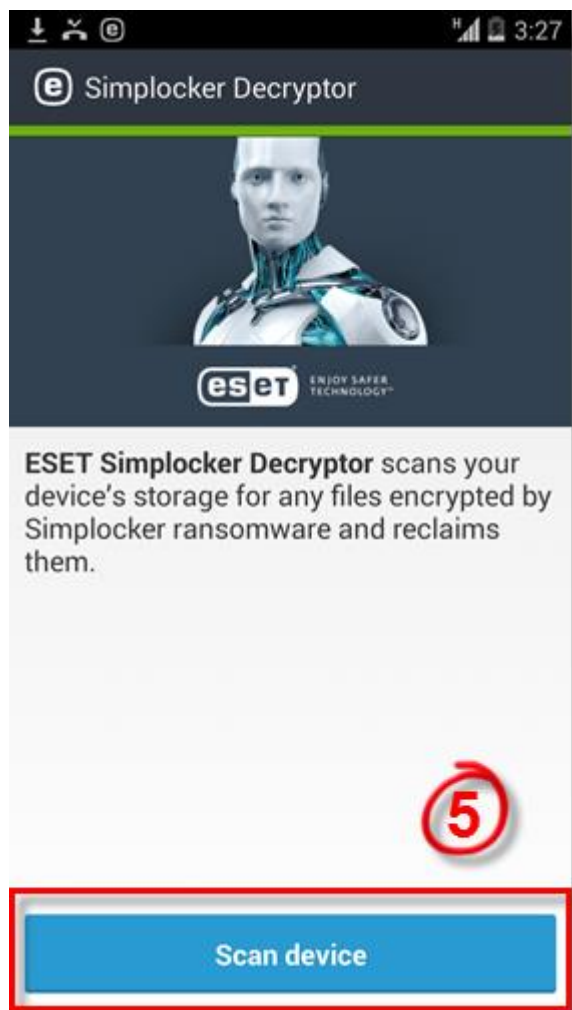 H 3:27
e Simplocker Decryptor
eset ENJOY SAFER
TECHNOLOGY™
ESET Simplocker Decryptor scans your
device's storage for any files encrypted by
Simplocker ransomware and reclaims
them.
5
Scan device